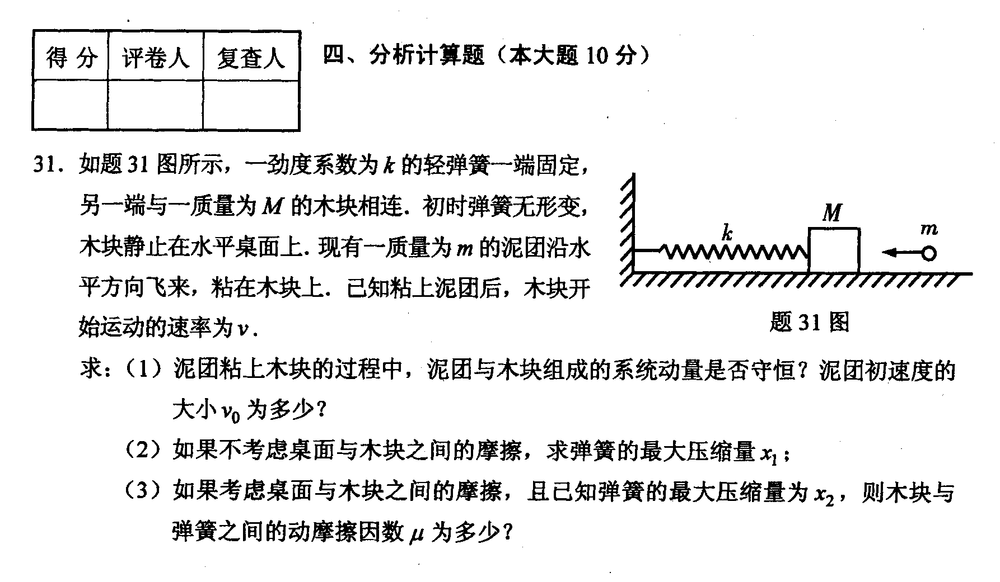 得分 评卷人 复查人
四、分析计算题（本大题 10 分）
31. 如题 31 图所示，一劲度系数为 k 的轻弹簧一端固定，
另一端与一质量为 M 的木块相连. 初时弹簧无形变，
木块静止在水平桌面上. 现有一质量为 m 的泥团沿水
平方向飞来，粘在木块上. 已知粘上泥团后，木块开
始运动的速率为 v.
k
M
m
题 31 图
求：（1）泥团粘上木块的过程中，泥团与木块组成的系统动量是否守恒？泥团初速度的
大小 v₀ 为多少？
（2）如果不考虑桌面与木块之间的摩擦，求弹簧的最大压缩量 x₁；
（3）如果考虑桌面与木块之间的摩擦，且已知弹簧的最大压缩量为 x₂，则木块与
弹簧之间的动摩擦因数 μ 为多少？